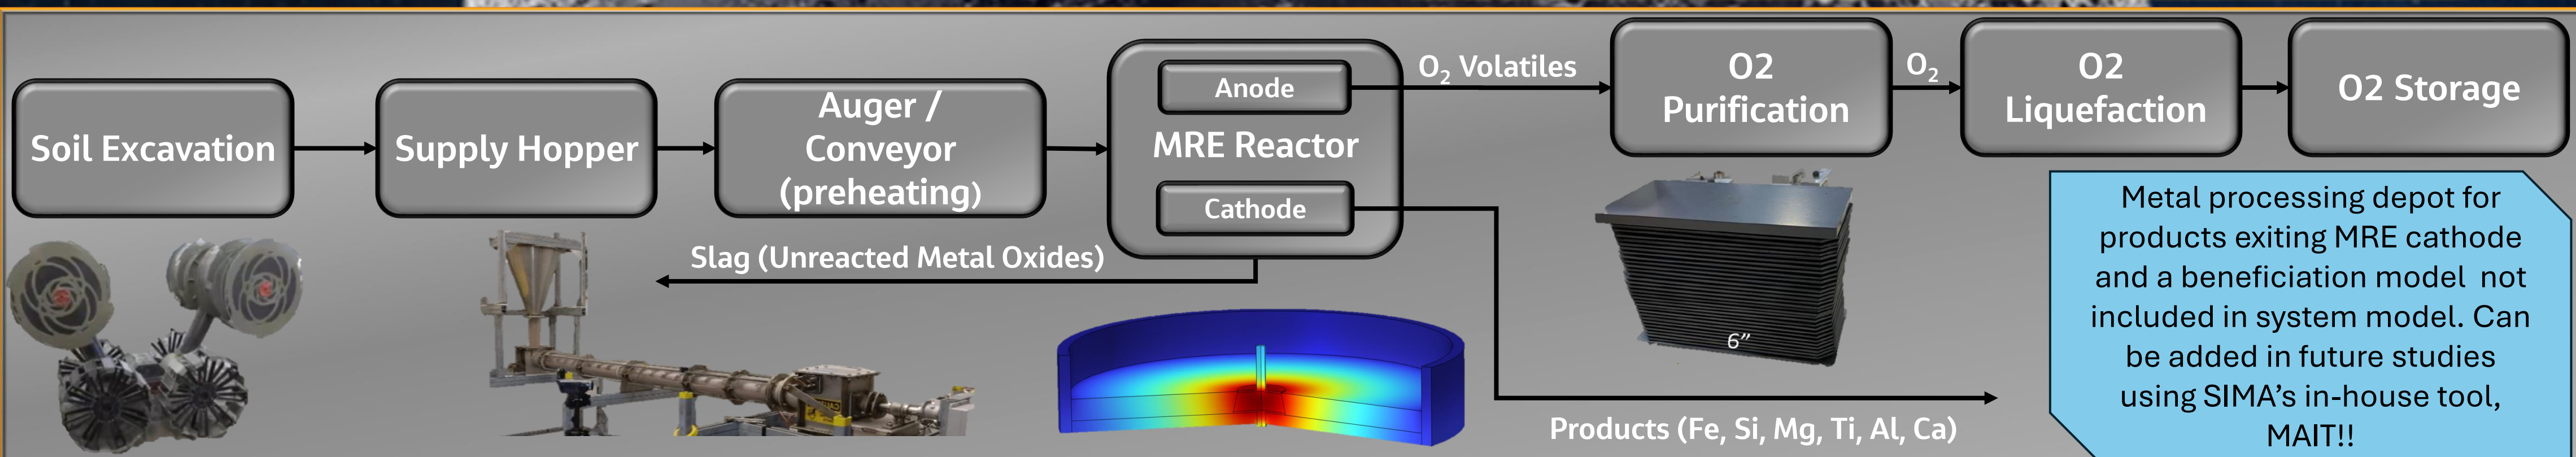 Soil Excavation
Supply Hopper
Auger /
Conveyor
(preheating)
Anode
MRE Reactor
Cathode
O₂ Volatiles
O2
Purification
O₂
O2
Liquefaction
O2 Storage
Slag (Unreacted Metal Oxides)
6”
Products (Fe, Si, Mg, Ti, Al, Ca)
Metal processing depot for
products exiting MRE cathode
and a beneficiation model not
included in system model. Can
be added in future studies
using SIMA’s in-house tool,
MAIT!!